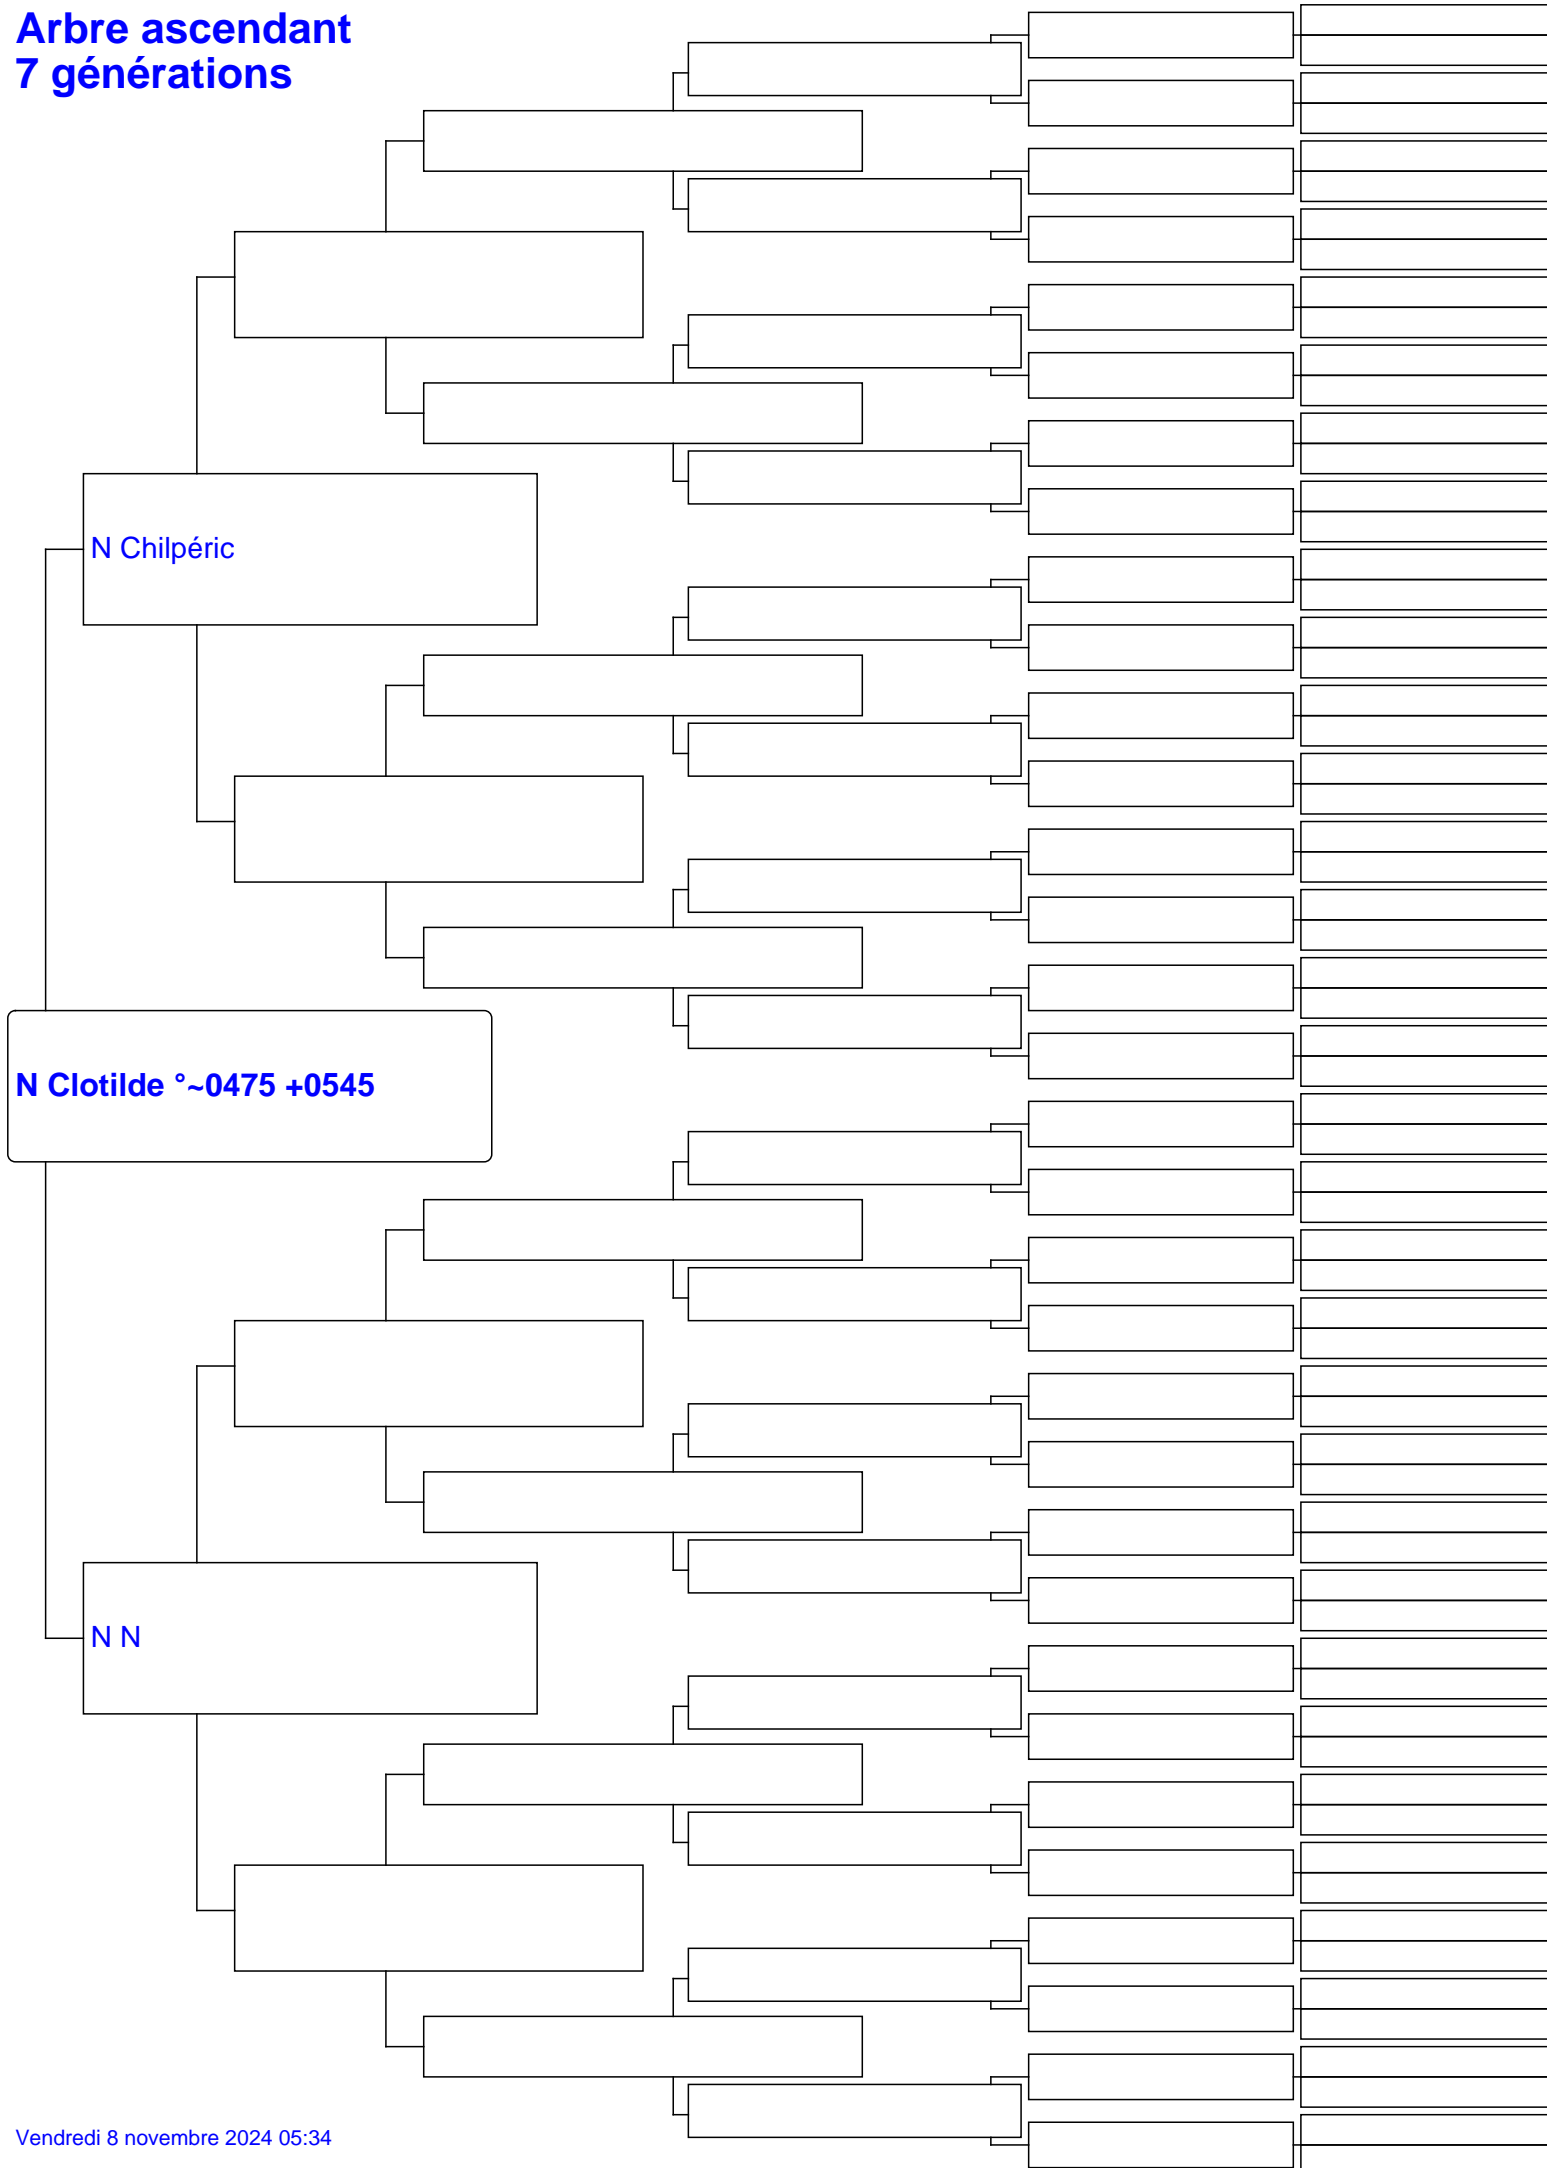 Arbre ascendant
7 générations
N Chilpéric
N Clotilde °~0475 +0545
N N
Vendredi 8 novembre 2024 05:34